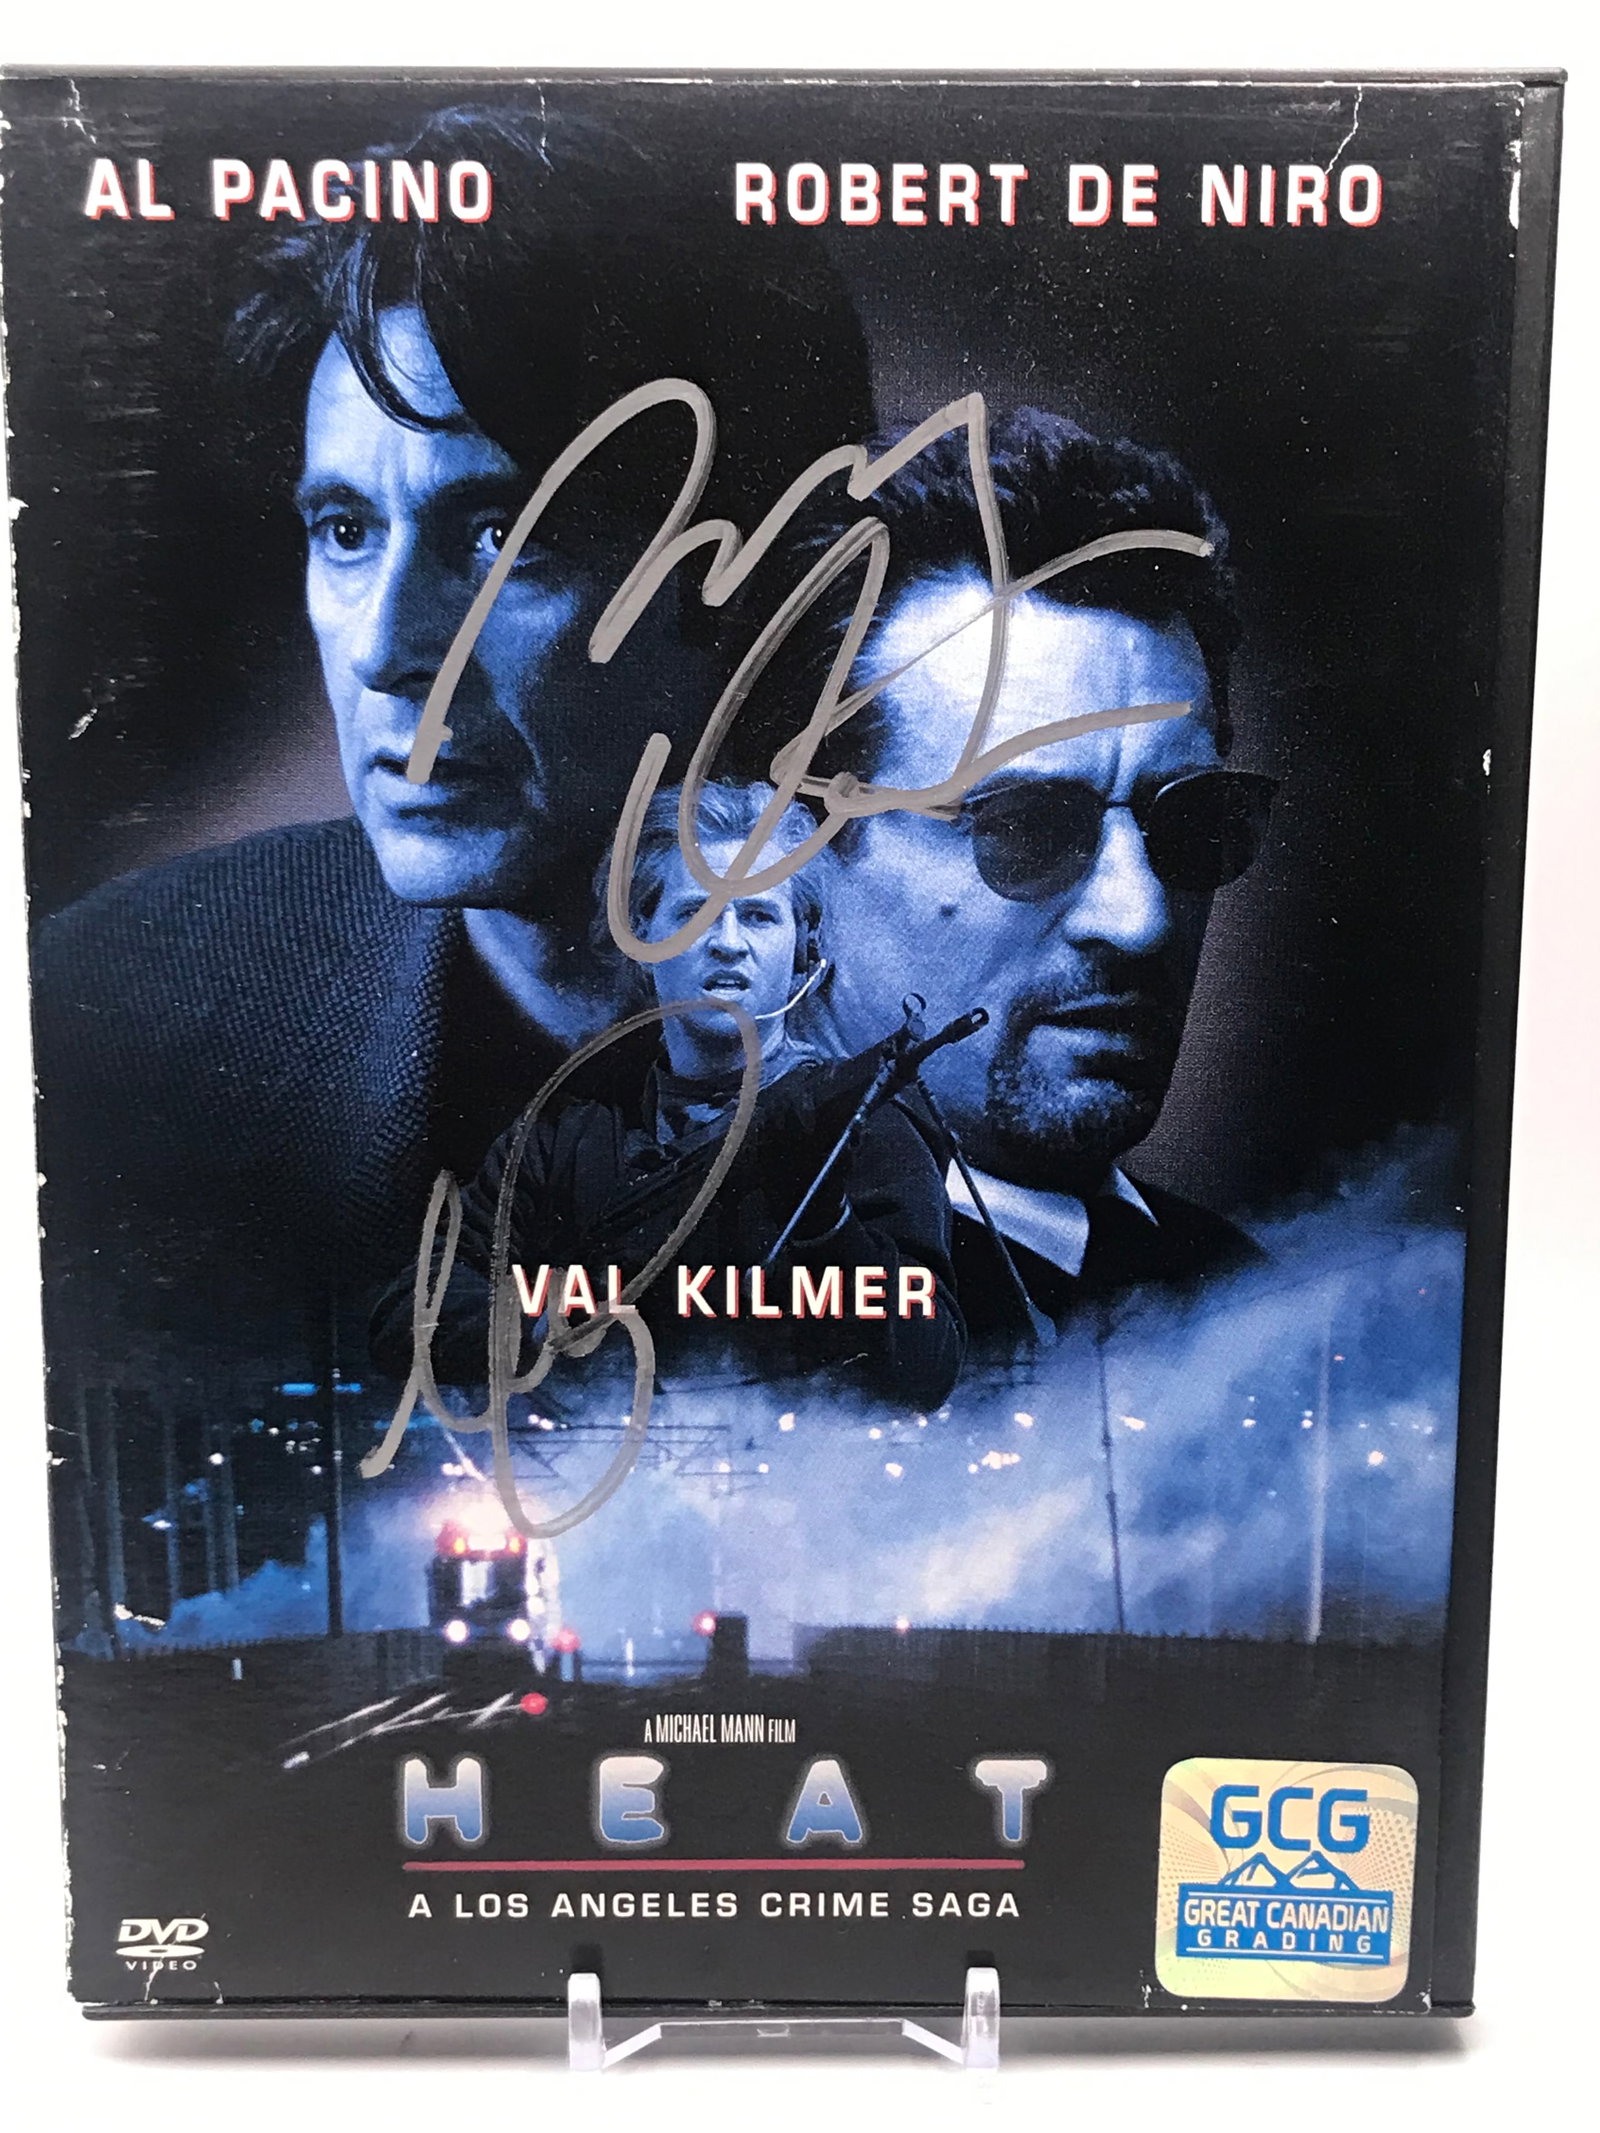 AL PACINO ROBERT DE NIRO
VAL KILMER
A MICHAEL MANN FILM
HEAT
A LOS ANGELES CRIME SAGA
DVD
VIDEO
GCG
GREAT CANADIAN
GRADING